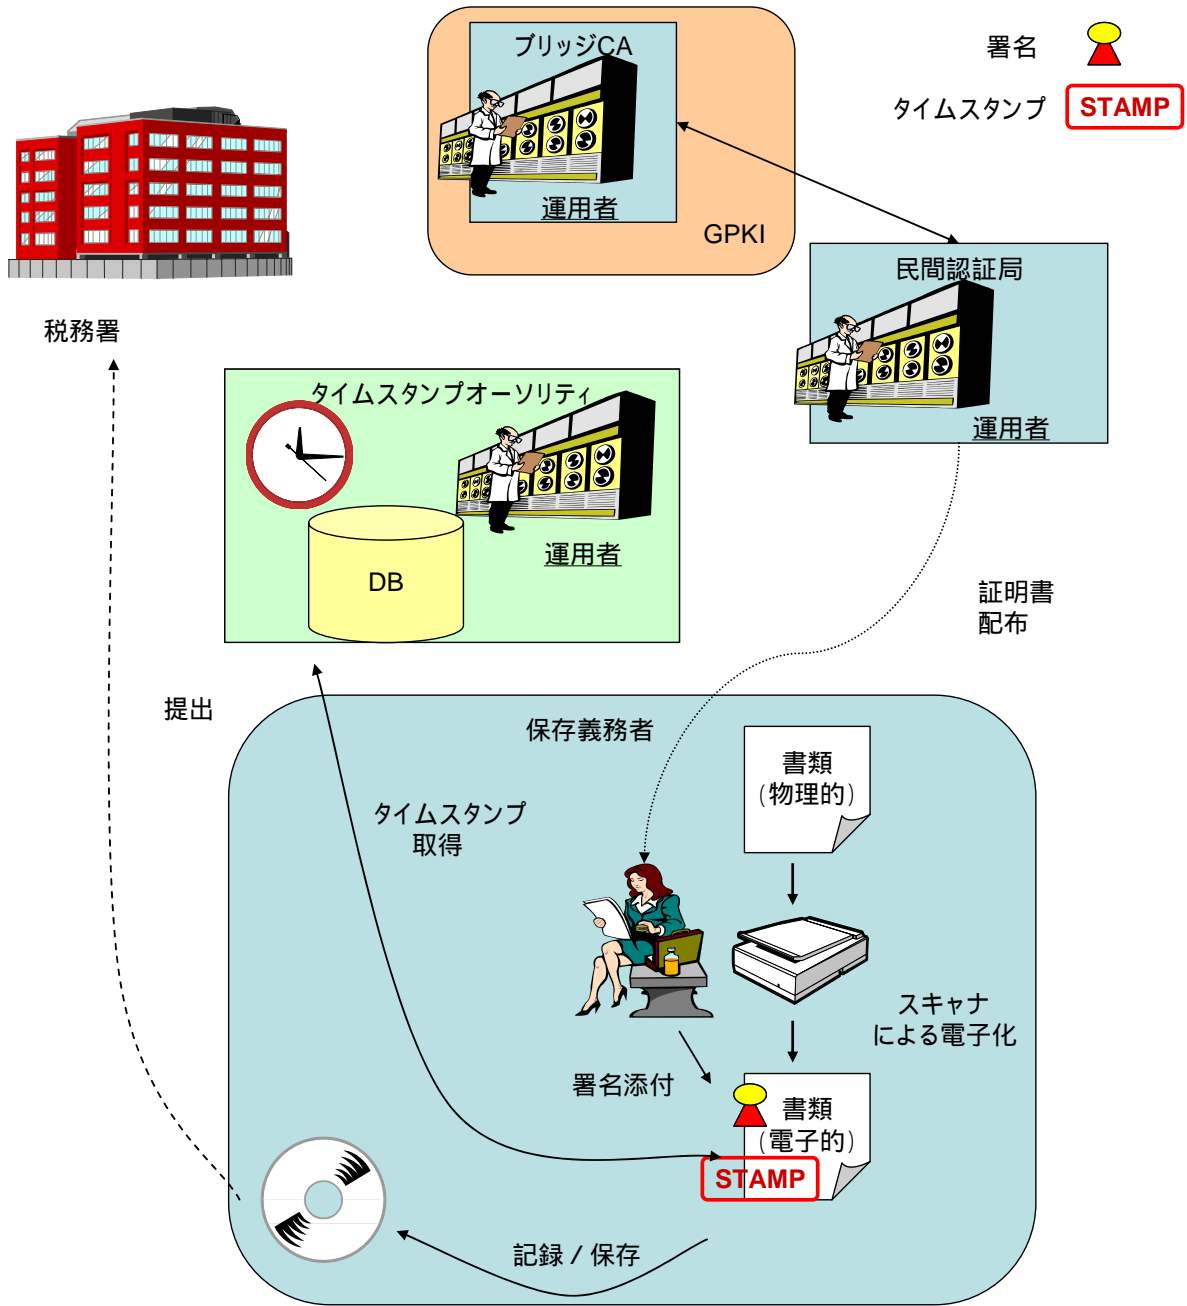 ブリッジCA
運用者
GPKI
署名
タイムスタンプ
STAMP
民間認証局
運用者
税務署
タイムスタンプオーソリティ
運用者
DB
証明書
配布
提出
保存義務者
書類
(物理的)
タイムスタンプ
取得
スキャナ
による電子化
署名添付
書類
(電子的)
STAMP
記録 / 保存